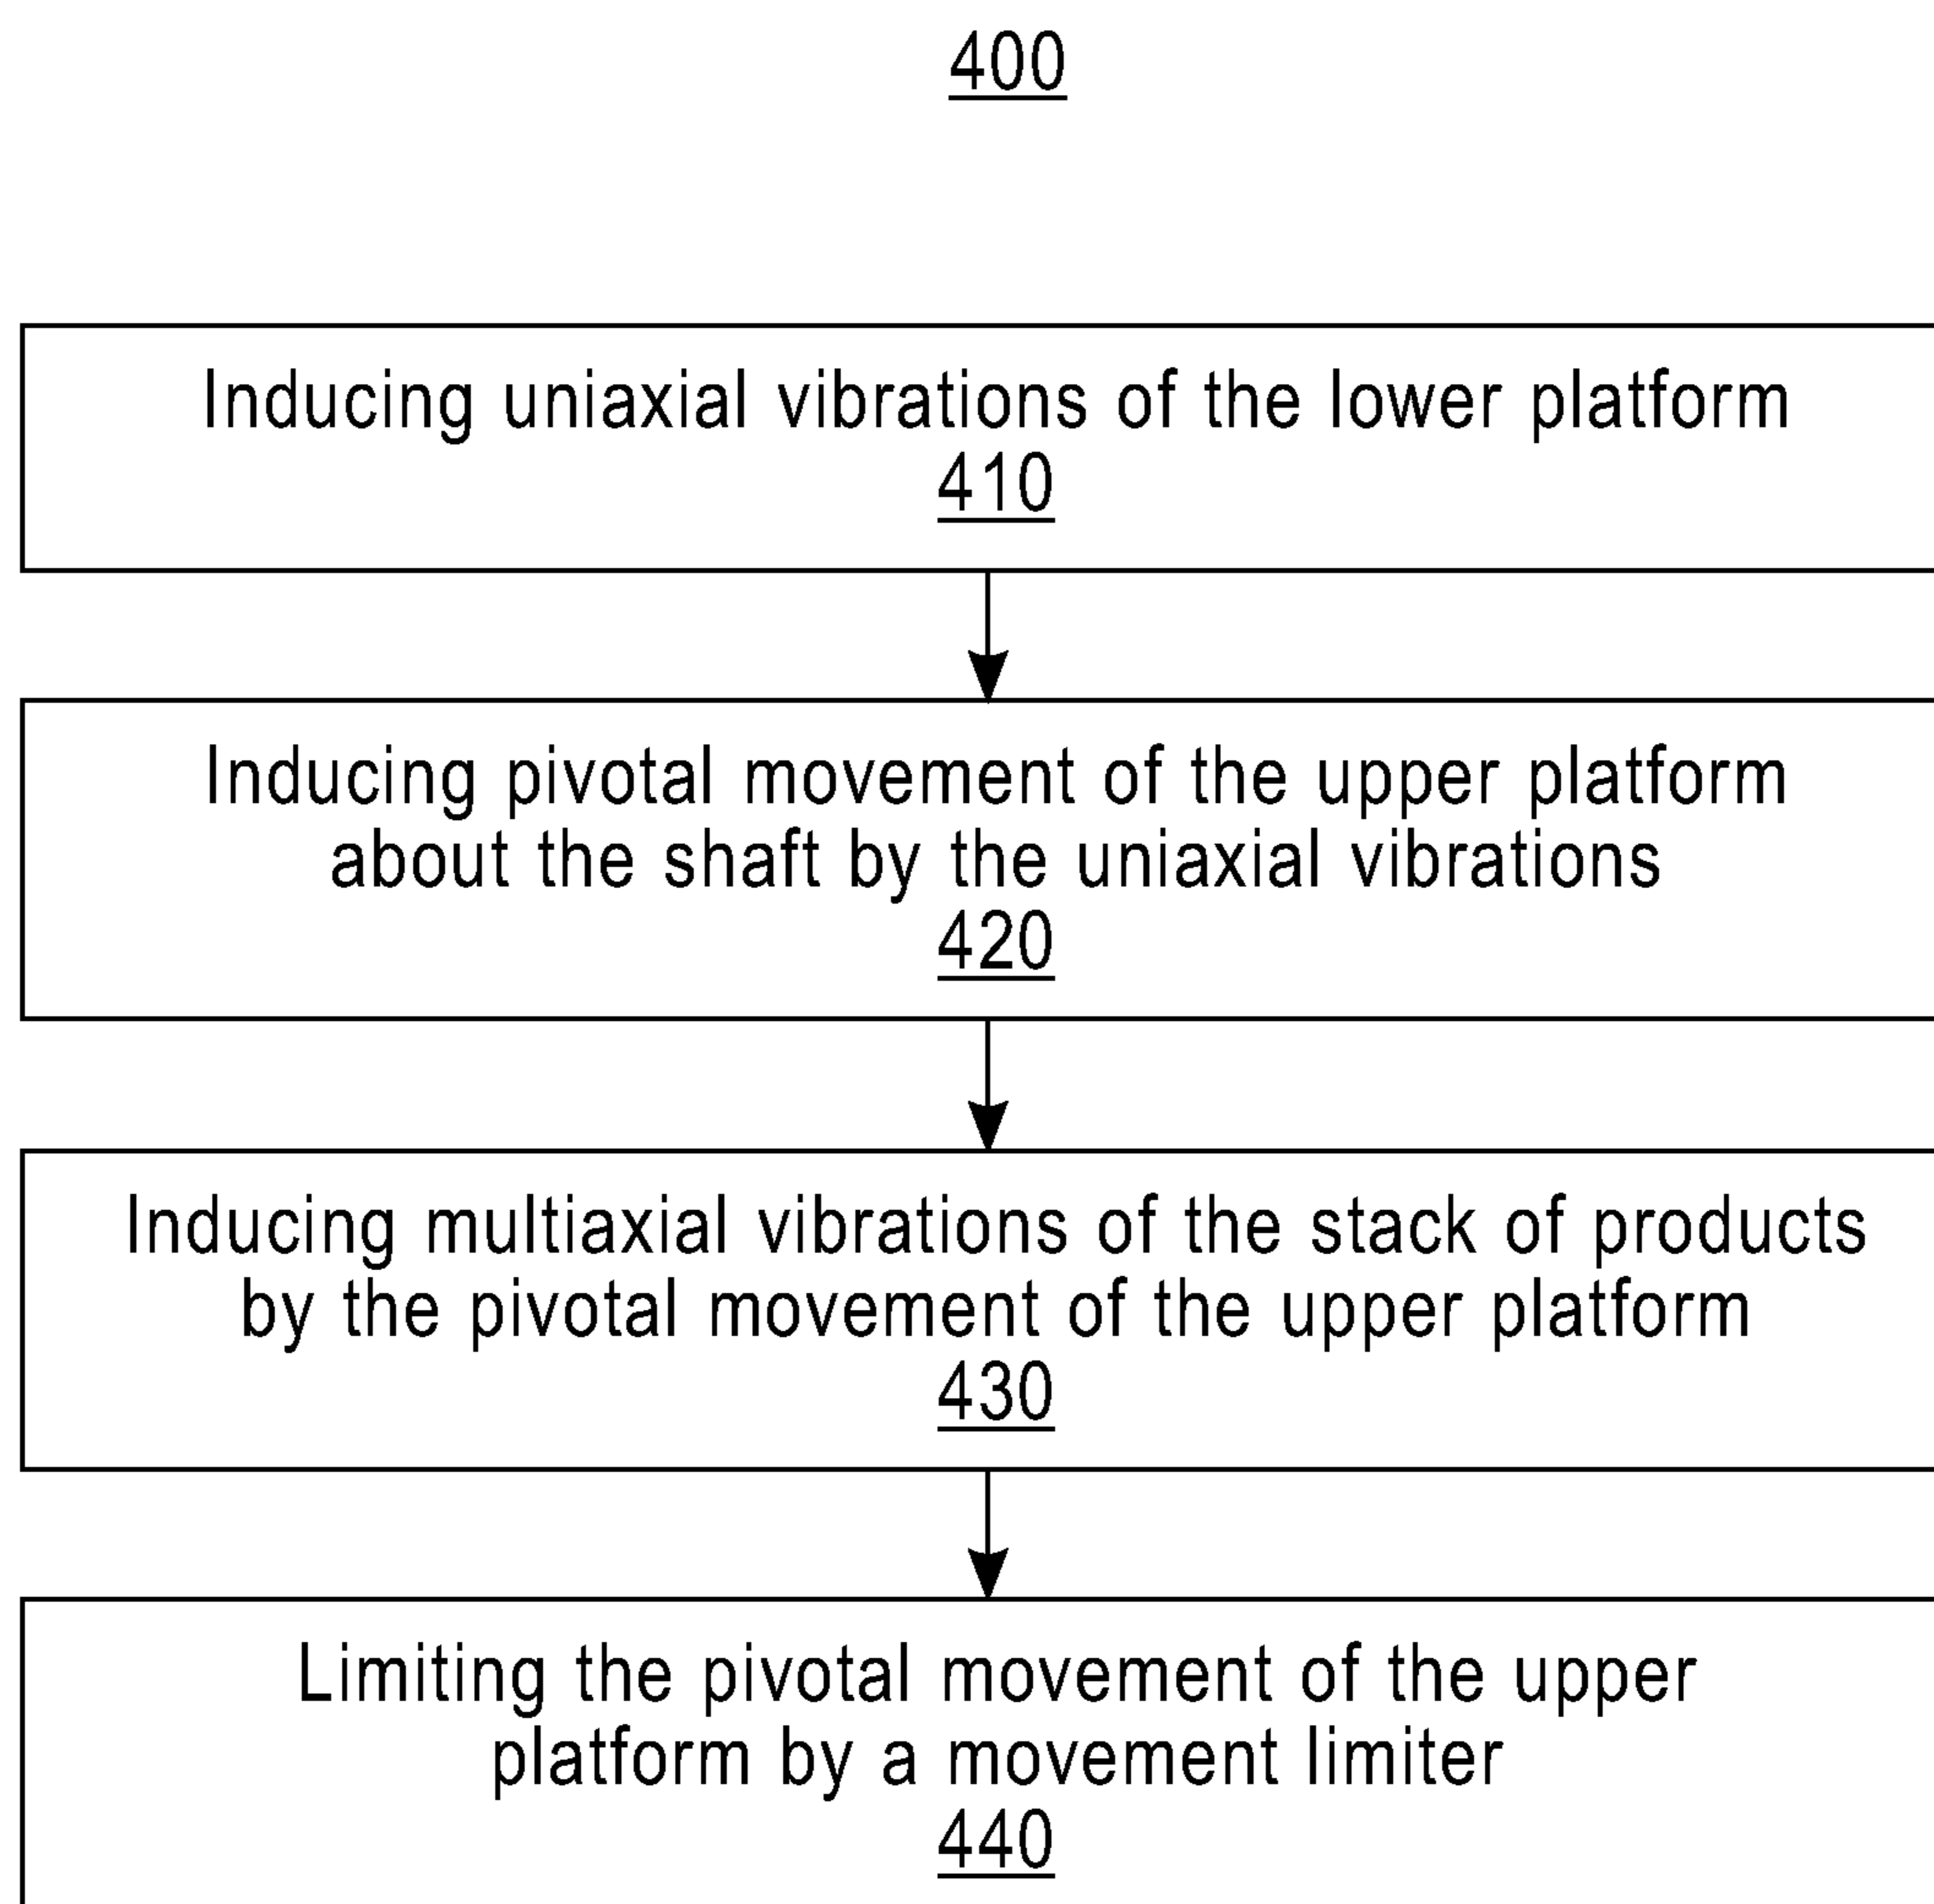 400
Inducing uniaxial vibrations of the lower platform
410
Inducing pivotal movement of the upper platform
about the shaft by the uniaxial vibrations
420
Inducing multiaxial vibrations of the stack of products
by the pivotal movement of the upper platform
430
Limiting the pivotal movement of the upper
platform by a movement limiter
440